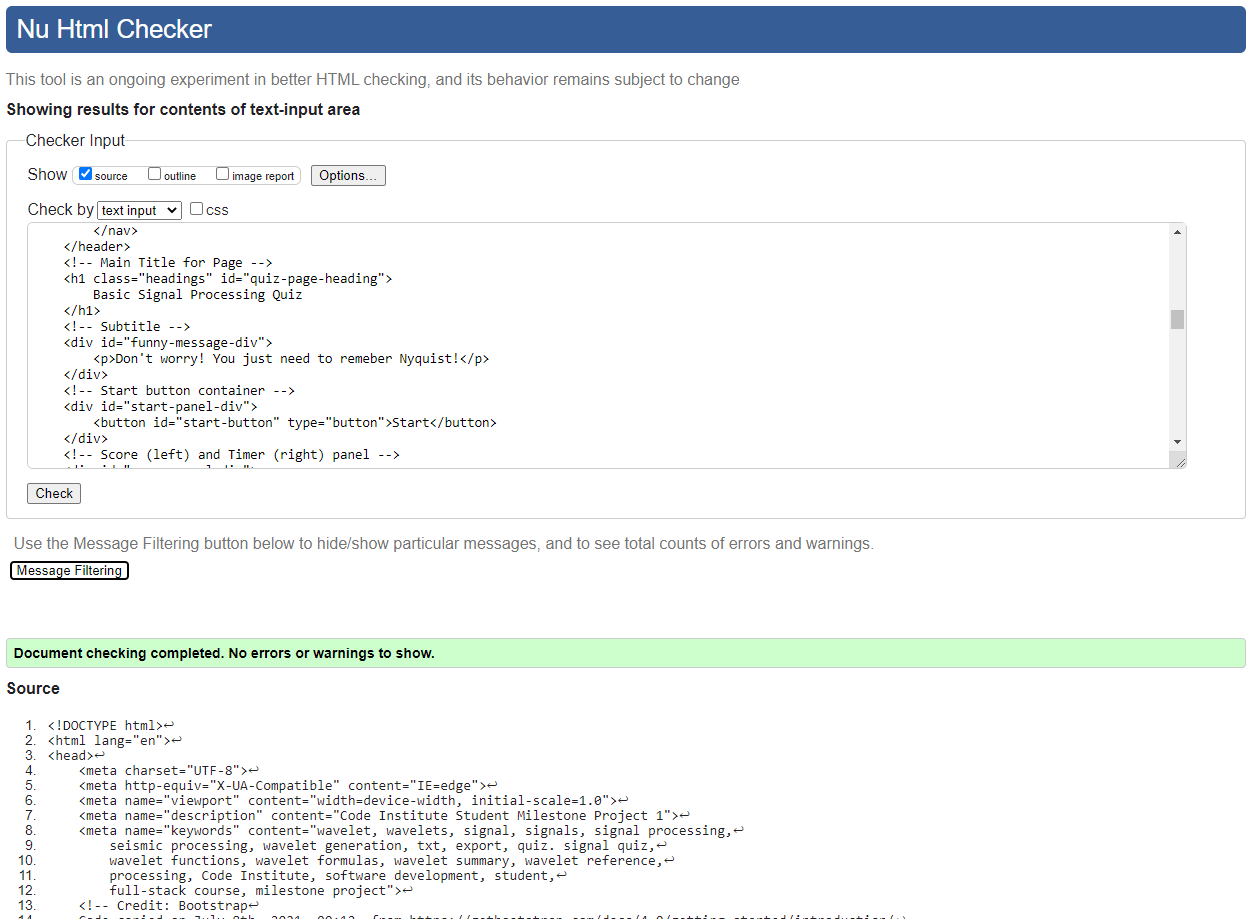 Nu Html Checker
This tool is an ongoing experiment in better HTML checking, and its behavior remains subject to change
Showing results for contents of text-input area
Checker Input
Show source outline image report Options...
Check by text input css
</nav>
</header>
<!-- Main Title for Page -->
<h1 class="headings" id="quiz-page-heading">
Basic Signal Processing Quiz
</h1>
<!-- Subtitle -->
<div id="funny-message-div">
<p>Don't worry! You just need to remeber Nyquist!</p>
</div>
<!-- Start button container -->
<div id="start-panel-div">
<button id="start-button" type="button">Start</button>
</div>
<!-- Score (left) and Timer (right) panel -->
Check
Use the Message Filtering button below to hide/show particular messages, and to see total counts of errors and warnings.
Message Filtering
Document checking completed. No errors or warnings to show.
Source
1. <!DOCTYPE html>↩
2. <html lang="en">↩
3. <head>↩
4. <meta charset="UTF-8">↩
5. <meta http-equiv="X-UA-Compatible" content="IE=edge">↩
6. <meta name="viewport" content="width=device-width, initial-scale=1.0">↩
7. <meta name="description" content="Code Institute Student Milestone Project 1">↩
8. <meta name="keywords" content="wavelet, wavelets, signal, signals, signal processing,↩
9. seismic processing, wavelet generation, txt, export, quiz. signal quiz,↩
10. wavelet functions, wavelet formulas, wavelet summary, wavelet reference,↩
11. processing, Code Institute, software development, student,↩
12. full-stack course, milestone project">↩
13. <!-- Credit: Bootstrap↩